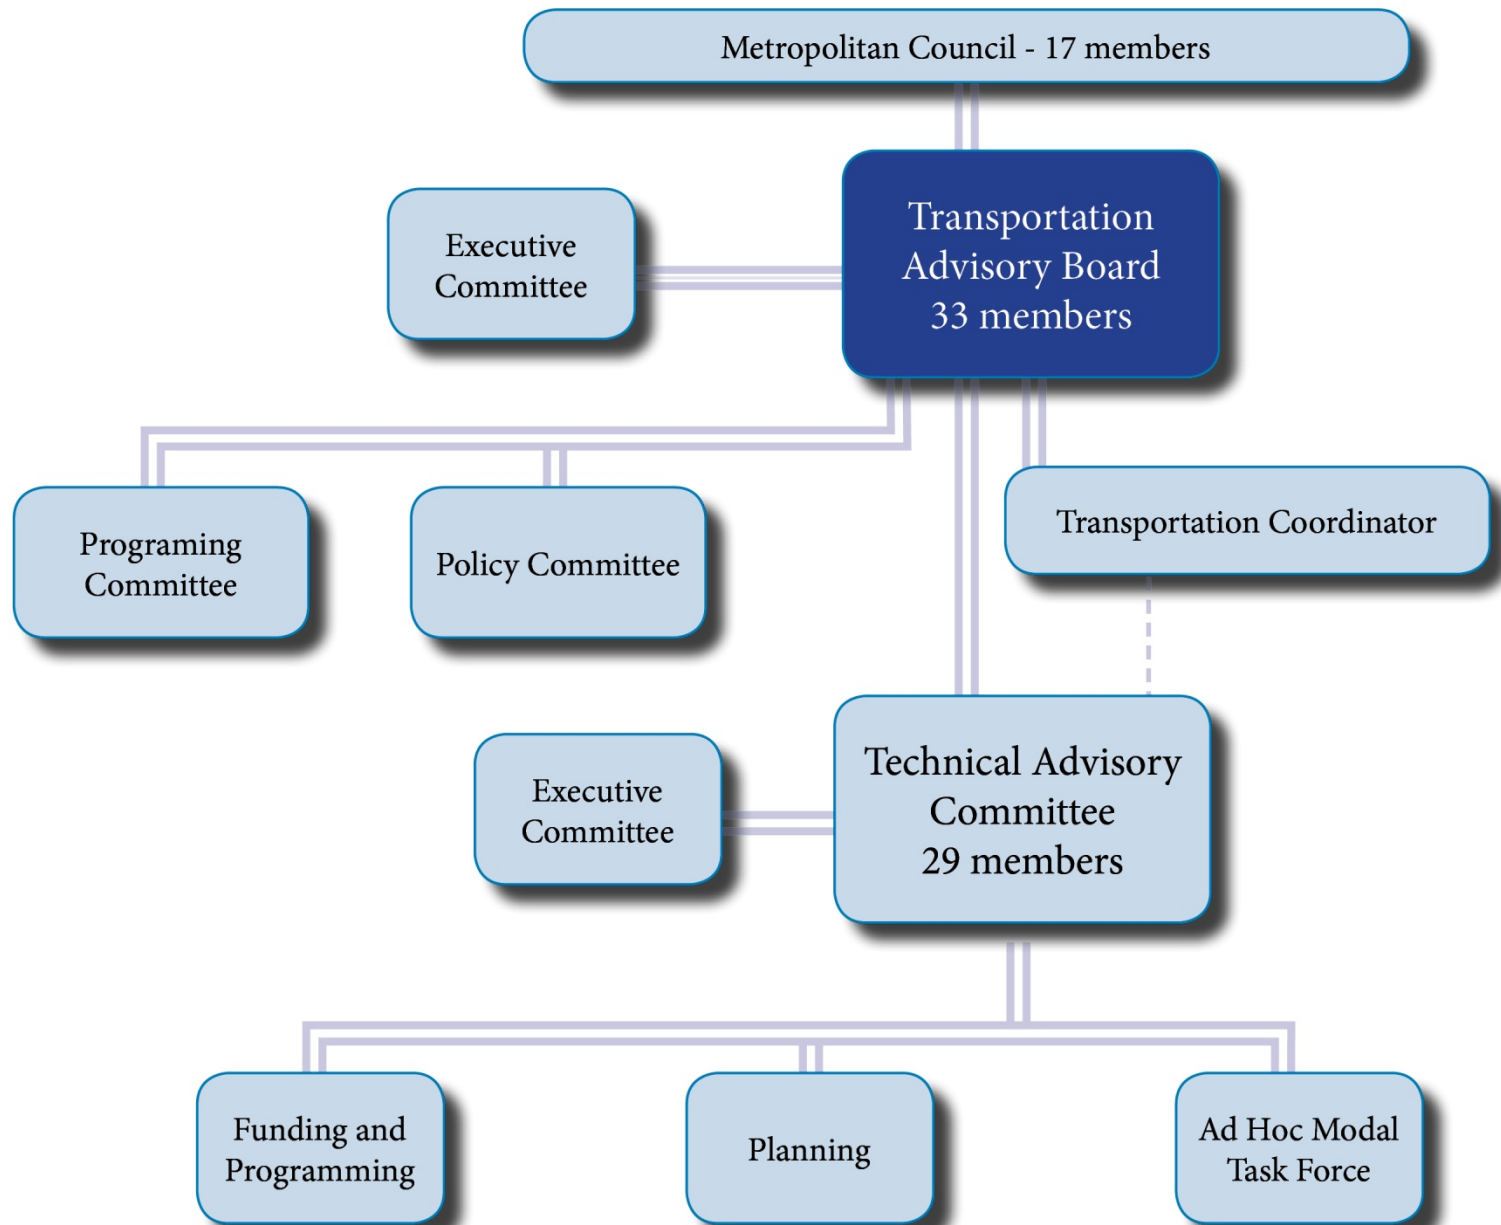 Metropolitan Council - 17 members
Transportation
Advisory Board
33 members
Executive
Committee
Programing
Committee
Policy Committee
Transportation Coordinator
Technical Advisory
Committee
29 members
Executive
Committee
Funding and
Programming
Planning
Ad Hoc Modal
Task Force